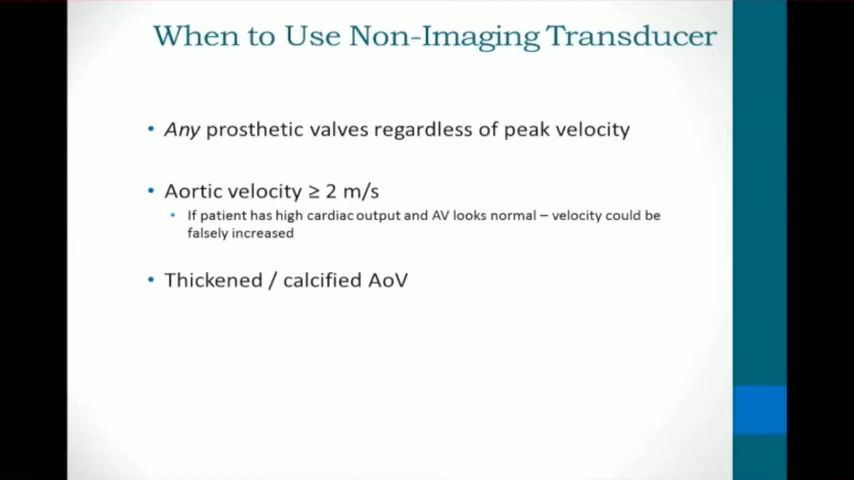 When to Use Non-Imaging Transducer
• Any prosthetic valves regardless of peak velocity
• Aortic velocity ≥ 2 m/s
• If patient has high cardiac output and AV looks normal – velocity could be
falsely increased
• Thickened / calcified AoV